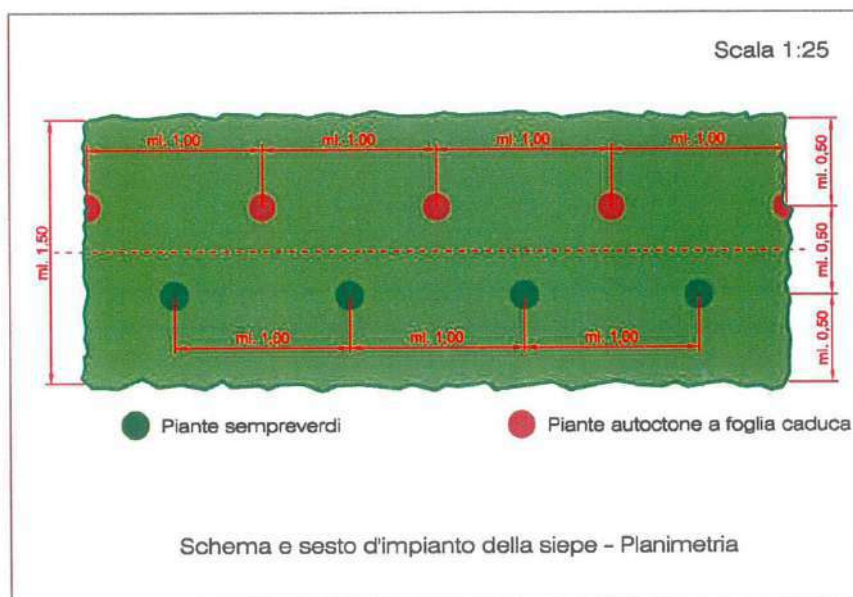 Scala 1:25
ml. 1,00 ml. 1,00 ml. 1,00 ml. 1,00
ml. 0,50
ml. 1,50
ml. 0,50
ml. 1,00 ml. 1,00 ml. 1,00
ml. 0,50
Piante sempreverdi
Piante autoctone a foglia caduca
Schema e sesto d'impianto della siepe - Planimetria